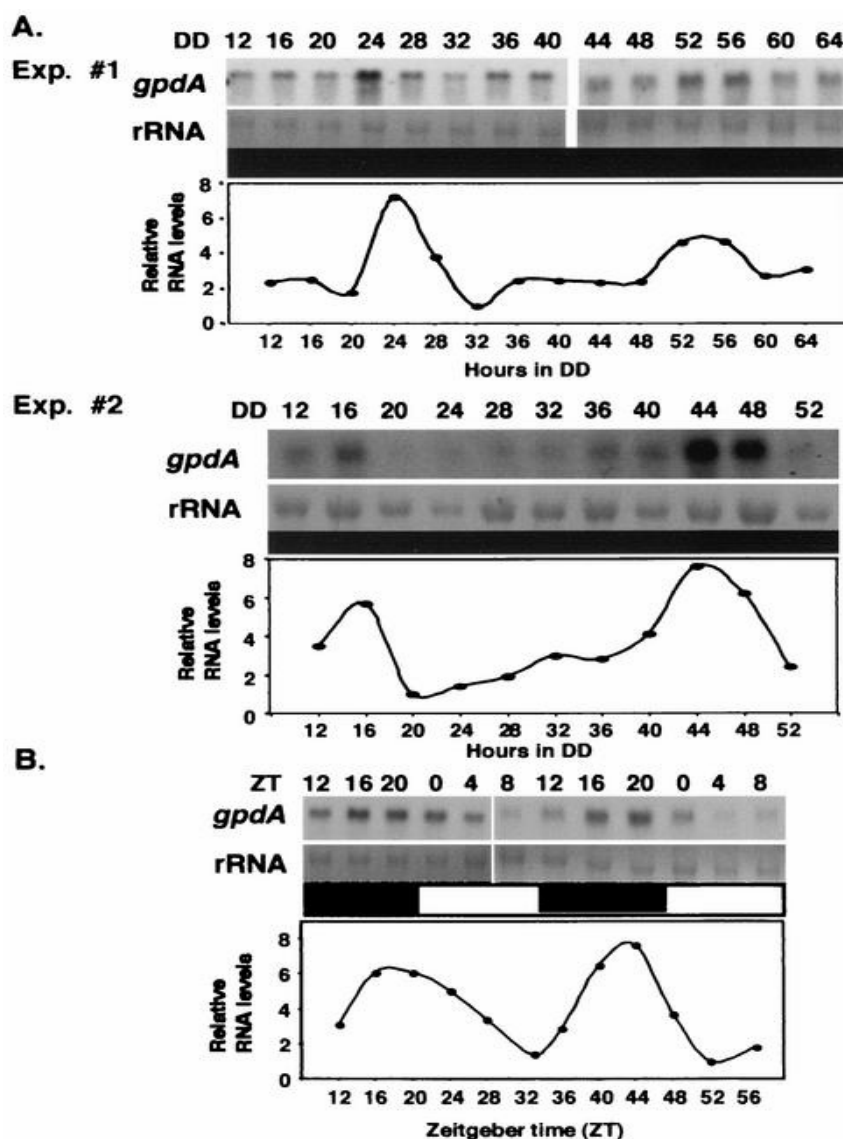 A.
DD 12 16 20 24 28 32 36 40 44 48 52 56 60 64
Exp. #1
gpdA
rRNA
8
6
4
2
0
Relative
RNA levels
12 16 20 24 28 32 36 40 44 48 52 56 60 64
Hours in DD
Exp. #2
DD 12 16 20 24 28 32 36 40 44 48 52
gpdA
rRNA
8
6
4
2
0
Relative
RNA levels
12 16 20 24 28 32 36 40 44 48 52
Hours in DD
B.
ZT 12 16 20 0 4 8 12 16 20 0 4 8
gpdA
rRNA
8
6
4
2
0
Relative
RNA levels
12 16 20 24 28 32 36 40 44 48 52 56
Zeitgeber time (ZT)